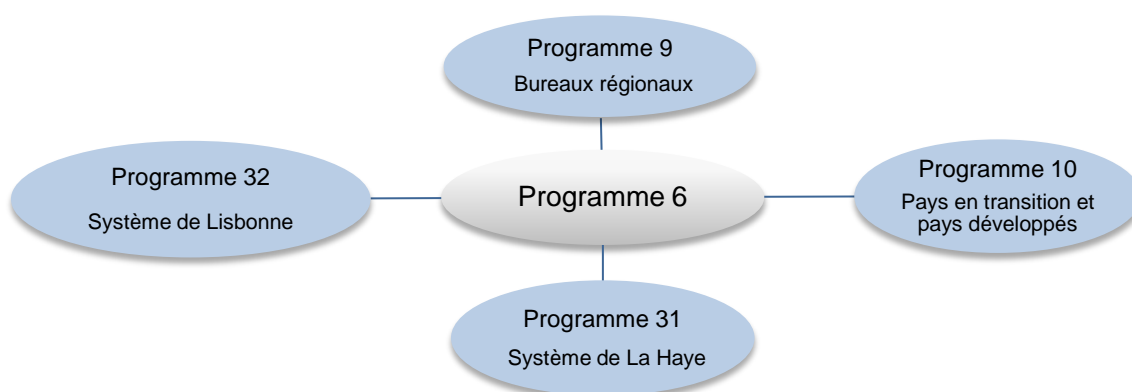 Programme 9
Bureaux régionaux
Programme 32
Système de Lisbonne
Programme 6
Programme 10
Pays en transition et
pays développés
Programme 31
Système de La Haye